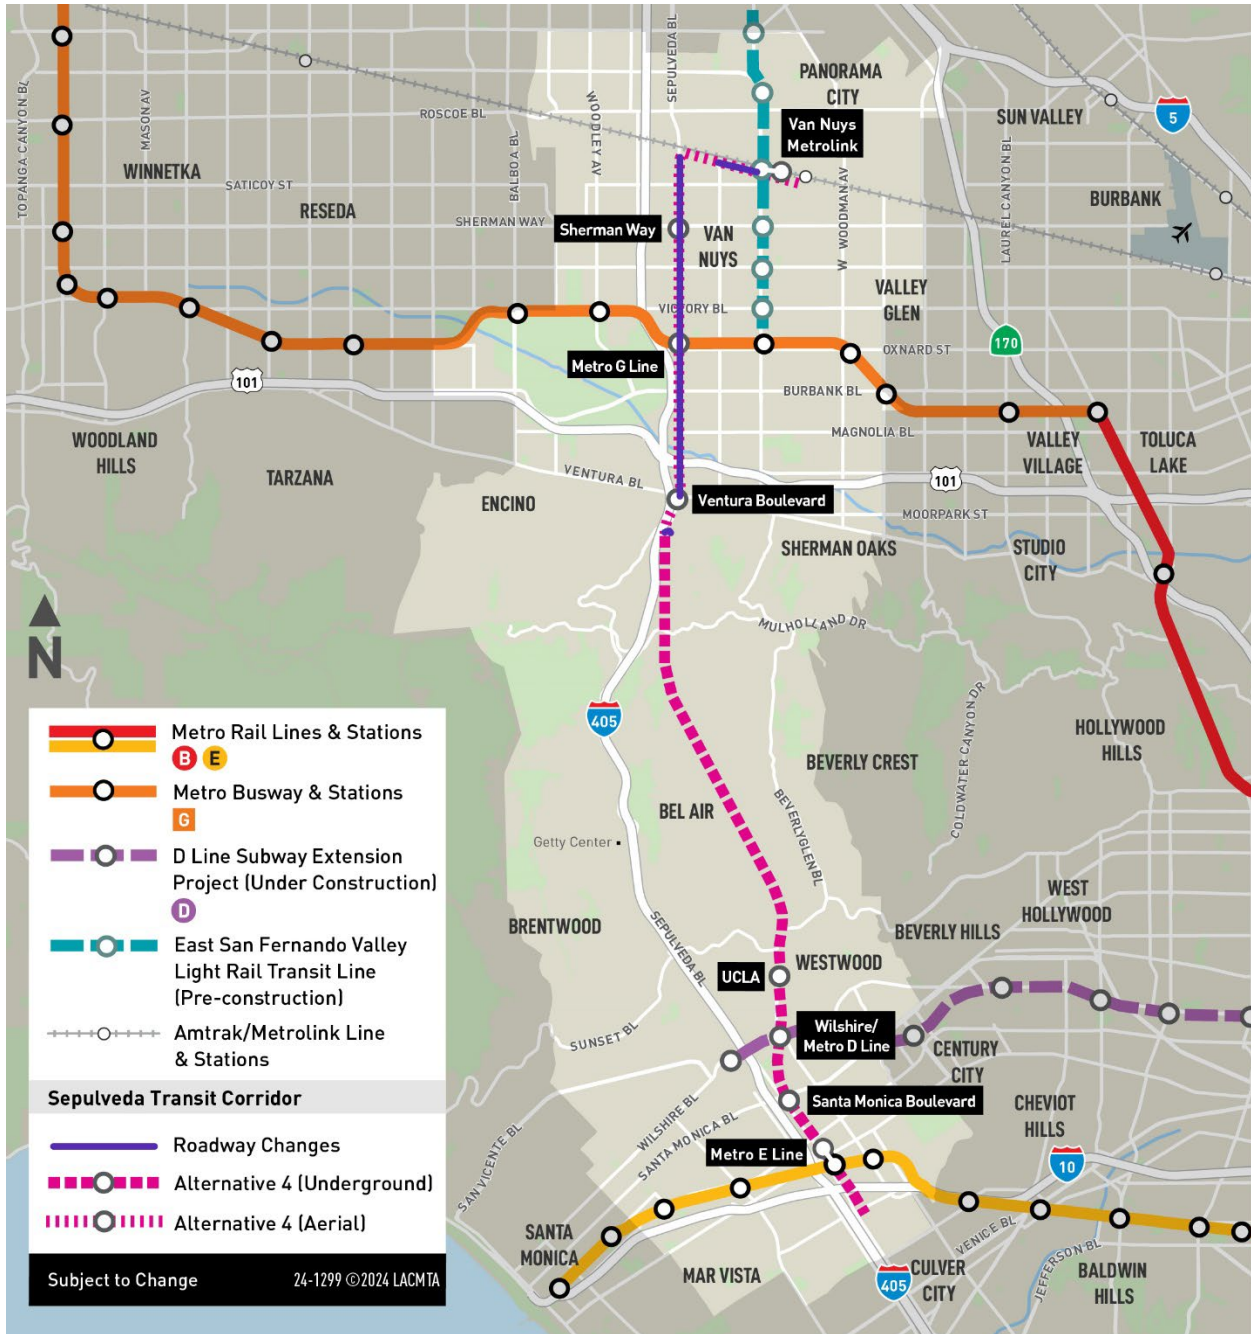 SEPULVEDA BL
PANORAMA
CITY
TOPANGA CANYON BL
MASON AV
ROSCOE BL
WOODLEY AV
BALBOA BL
SUN VALLEY
5
Van Nuys
Metrolink
WINNETKA
SATICOY ST
RESEDA
SHERMAN WAY
Sherman Way
VAN
NUYS
W WOODMAN AV
LAUREL CANYON BL
BURBANK
VALLEY
GLEN
VICTORY BL
OXNARD ST
170
Metro G Line
101
BURBANK BL
MAGNOLIA BL
WOODLAND
HILLS
TARZANA
VENTURA BL
ENCINO
Ventura Boulevard
VALLEY
VILLAGE
TOLUCA
LAKE
101
MOORPARK ST
SHERMAN OAKS
STUDIO
CITY
MULHOLLAND DR
N
405
COLDWATER CANYON DR
HOLLYWOOD
HILLS
BEVERLY CREST
BEL AIR
BEVERLY GLEN BL
Getty Center
WEST
HOLLYWOOD
BRENTWOOD
SEPULVEDA BL
BEVERLY HILLS
WESTWOOD
UCLA
SUNSET BL
Wilshire/
Metro D Line
CENTURY
CITY
Santa Monica Boulevard
CHEVIOT
HILLS
WILSHIRE BL
SANTA MONICA BL
SAN VICENTE BL
Metro E Line
10
SANTA
MONICA
MAR VISTA
VENICE BL
JEFFERSON BL
405
CULVER
CITY
BALDWIN
HILLS
Metro Rail Lines & Stations
B E
Metro Busway & Stations
G
D Line Subway Extension
Project (Under Construction)
D
East San Fernando Valley
Light Rail Transit Line
(Pre-construction)
Amtrak/Metrolink Line
& Stations
Sepulveda Transit Corridor
Roadway Changes
Alternative 4 (Underground)
Alternative 4 (Aerial)
Subject to Change 24-1299 ©2024 LACMTA